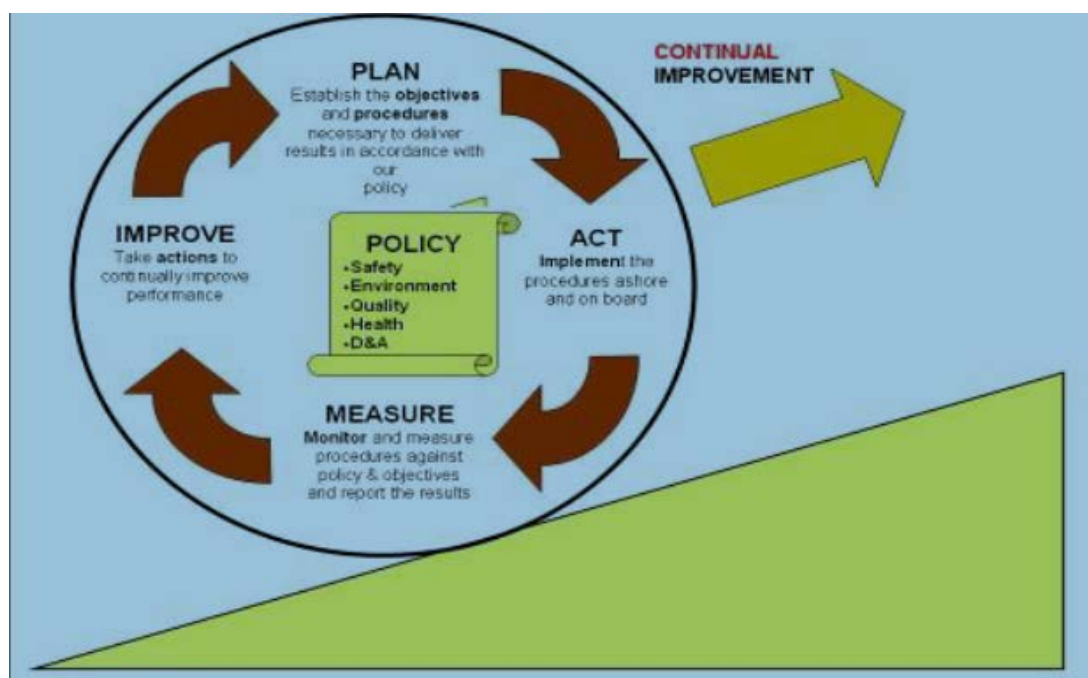 CONTINUAL
IMPROVEMENT
PLAN
Establish the objectives
and procedures
necessary to deliver
results in accordance with
our
policy
IMPROVE
Take actions to
continually improve
performance
POLICY
•Safety
•Environment
•Quality
•Health
•D&A
ACT
Implement the
procedures ashore
and on board
MEASURE
Monitor and measure
procedures against
policy & objectives
and report the results